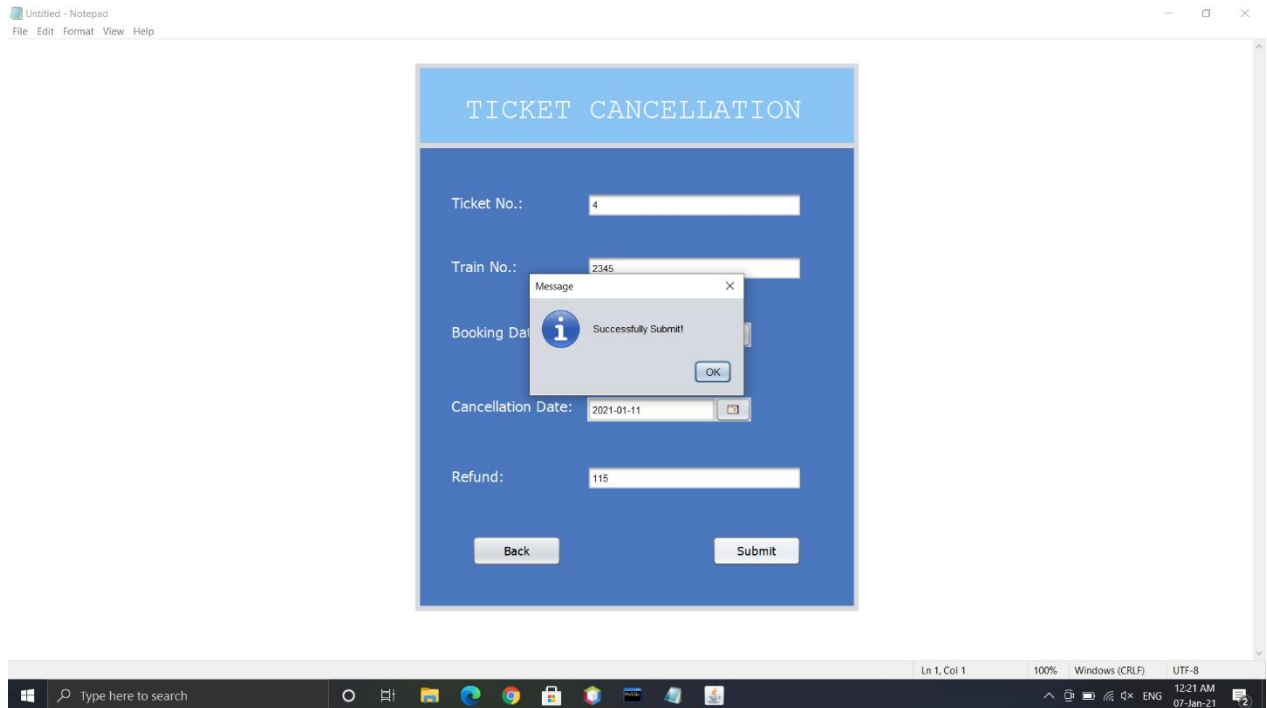 Untitled - Notepad
File Edit Format View Help
TICKET CANCELLATION
Ticket No.: 4
Train No.: 2345
Message
Booking Dat
Successfully Submit!
OK
Cancellation Date: 2021-01-11
Refund: 115
Back Submit
Ln 1, Col 1 100% Windows (CRLF) UTF-8
Type here to search ENG 12:21 AM
07-Jan-21 2